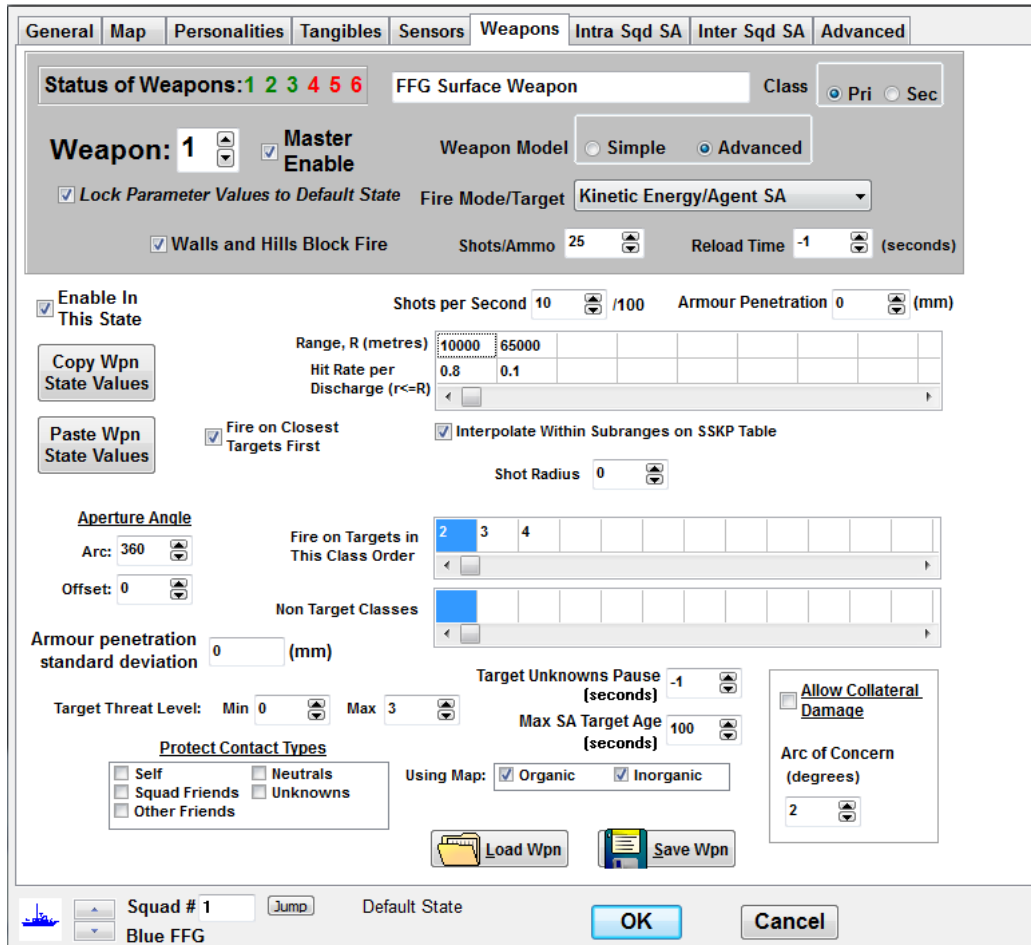 General Map Personalities Tangibles Sensors Weapons Intra Sqd SA Inter Sqd SA Advanced
Status of Weapons:1 2 3 4 5 6
FFG Surface Weapon
Class
Pri
Sec
Weapon: 1
Master
Enable
Weapon Model
Simple
Advanced
Lock Parameter Values to Default State
Fire Mode/Target
Kinetic Energy/Agent SA
Walls and Hills Block Fire
Shots/Ammo 25
Reload Time -1 (seconds)
Enable In
This State
Shots per Second 10 /100
Armour Penetration 0 (mm)
Copy Wpn
State Values
Range, R (metres) 10000 65000
Hit Rate per
Discharge (r<=R)
0.8 0.1
Paste Wpn
State Values
Fire on Closest
Targets First
Interpolate Within Subranges on SSKP Table
Shot Radius 0
Aperture Angle
Arc: 360
Offset: 0
Fire on Targets in
This Class Order
2 3 4
Non Target Classes
Armour penetration
standard deviation
0 (mm)
Target Unknowns Pause
(seconds)
-1
Target Threat Level: Min 0 Max 3
Max SA Target Age
(seconds)
100
Allow Collateral
Damage
Arc of Concern
(degrees)
2
Protect Contact Types
Self
Neutrals
Squad Friends
Unknowns
Other Friends
Using Map: Organic Inorganic
Load Wpn
Save Wpn
Squad # 1
Jump
Default State
Blue FFG
OK
Cancel